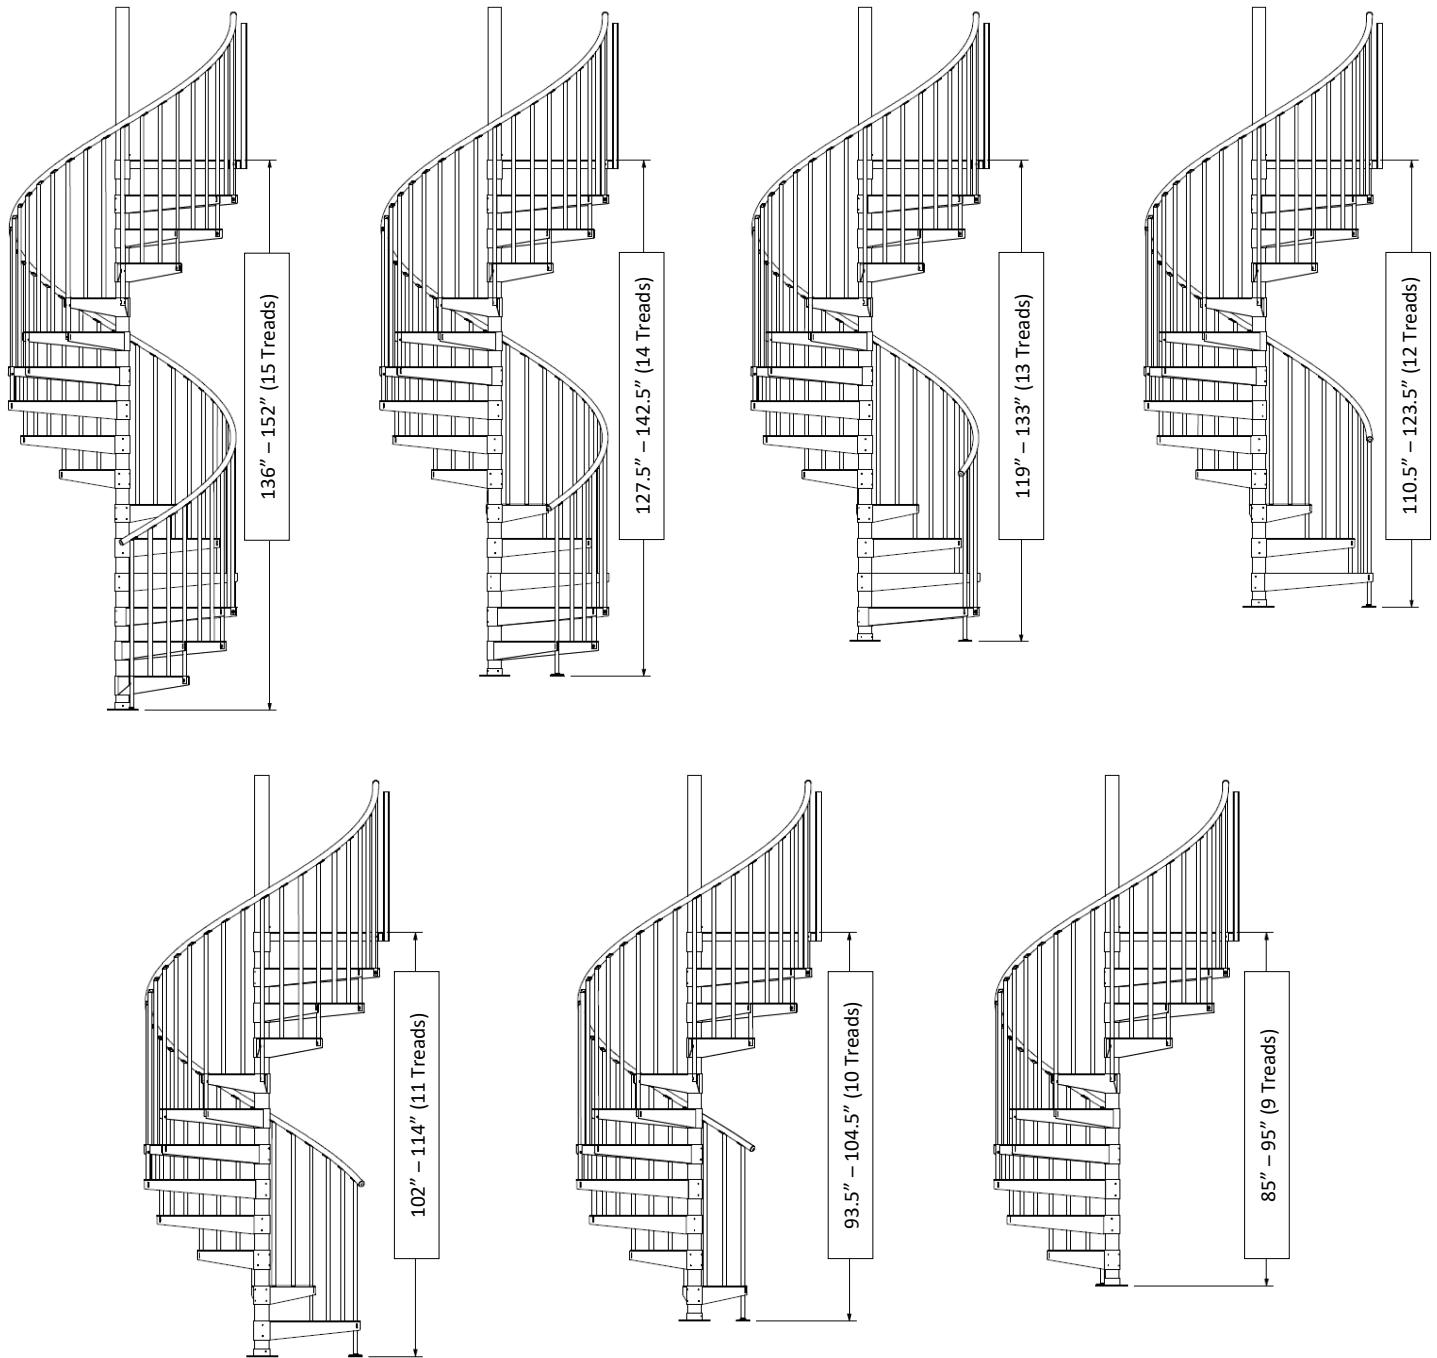 136” – 152” (15 Treads)
127.5” – 142.5” (14 Treads)
119” – 133” (13 Treads)
110.5” – 123.5” (12 Treads)
102” – 114” (11 Treads)
93.5” – 104.5” (10 Treads)
85” – 95” (9 Treads)